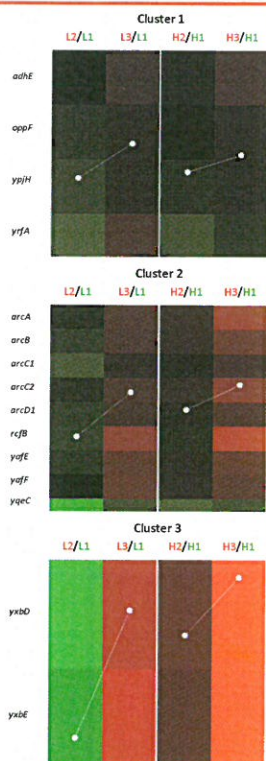 Cluster 1
L2/L1 L3/L1 H2/H1 H3/H1
adhE
oppF
ypjH
yrfA
Cluster 2
L2/L1 L3/L1 H2/H1 H3/H1
arcA
arcB
arcC1
arcC2
arcD1
rcfB
yafE
yafF
yqeC
Cluster 3
L2/L1 L3/L1 H2/H1 H3/H1
yxbD
yxbE